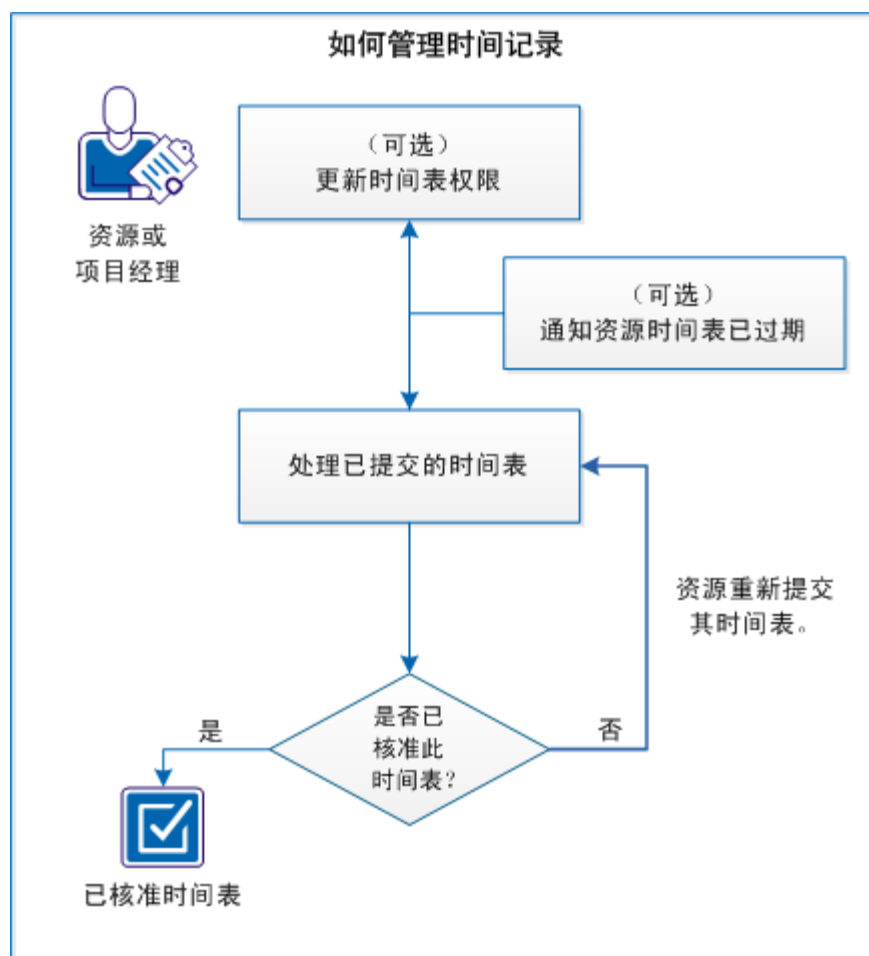 如何管理时间记录
资源或
项目经理
（可选）
更新时间表权限
（可选）
通知资源时间表已过期
处理已提交的时间表
资源重新提交
其时间表。
是否已
核准此
时间表？
是
否
已核准时间表